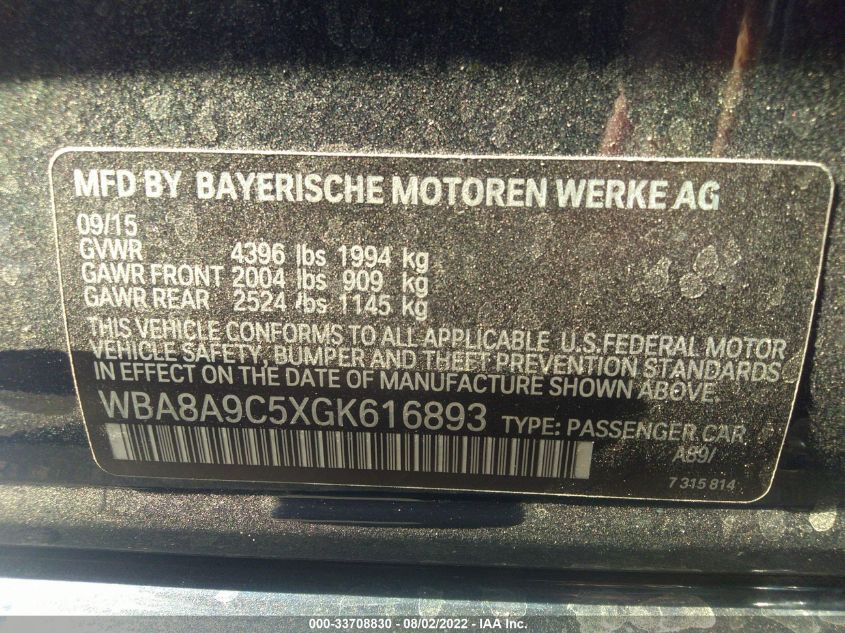 MFD BY BAYERISCHE MOTOREN WERKE AG
09/15
GVWR 4396 lbs 1994 kg
GAWR FRONT 2004 lbs 909 kg
GAWR REAR 2524 lbs 1145 kg
THIS VEHICLE CONFORMS TO ALL APPLICABLE U.S. FEDERAL MOTOR
VEHICLE SAFETY, BUMPER AND THEFT PREVENTION STANDARDS
IN EFFECT ON THE DATE OF MANUFACTURE SHOWN ABOVE.
WBA8A9C5XGK616893 TYPE: PASSENGER CAR
A89/
7 315 814
000-33708830 - 08/02/2022 - IAA Inc.